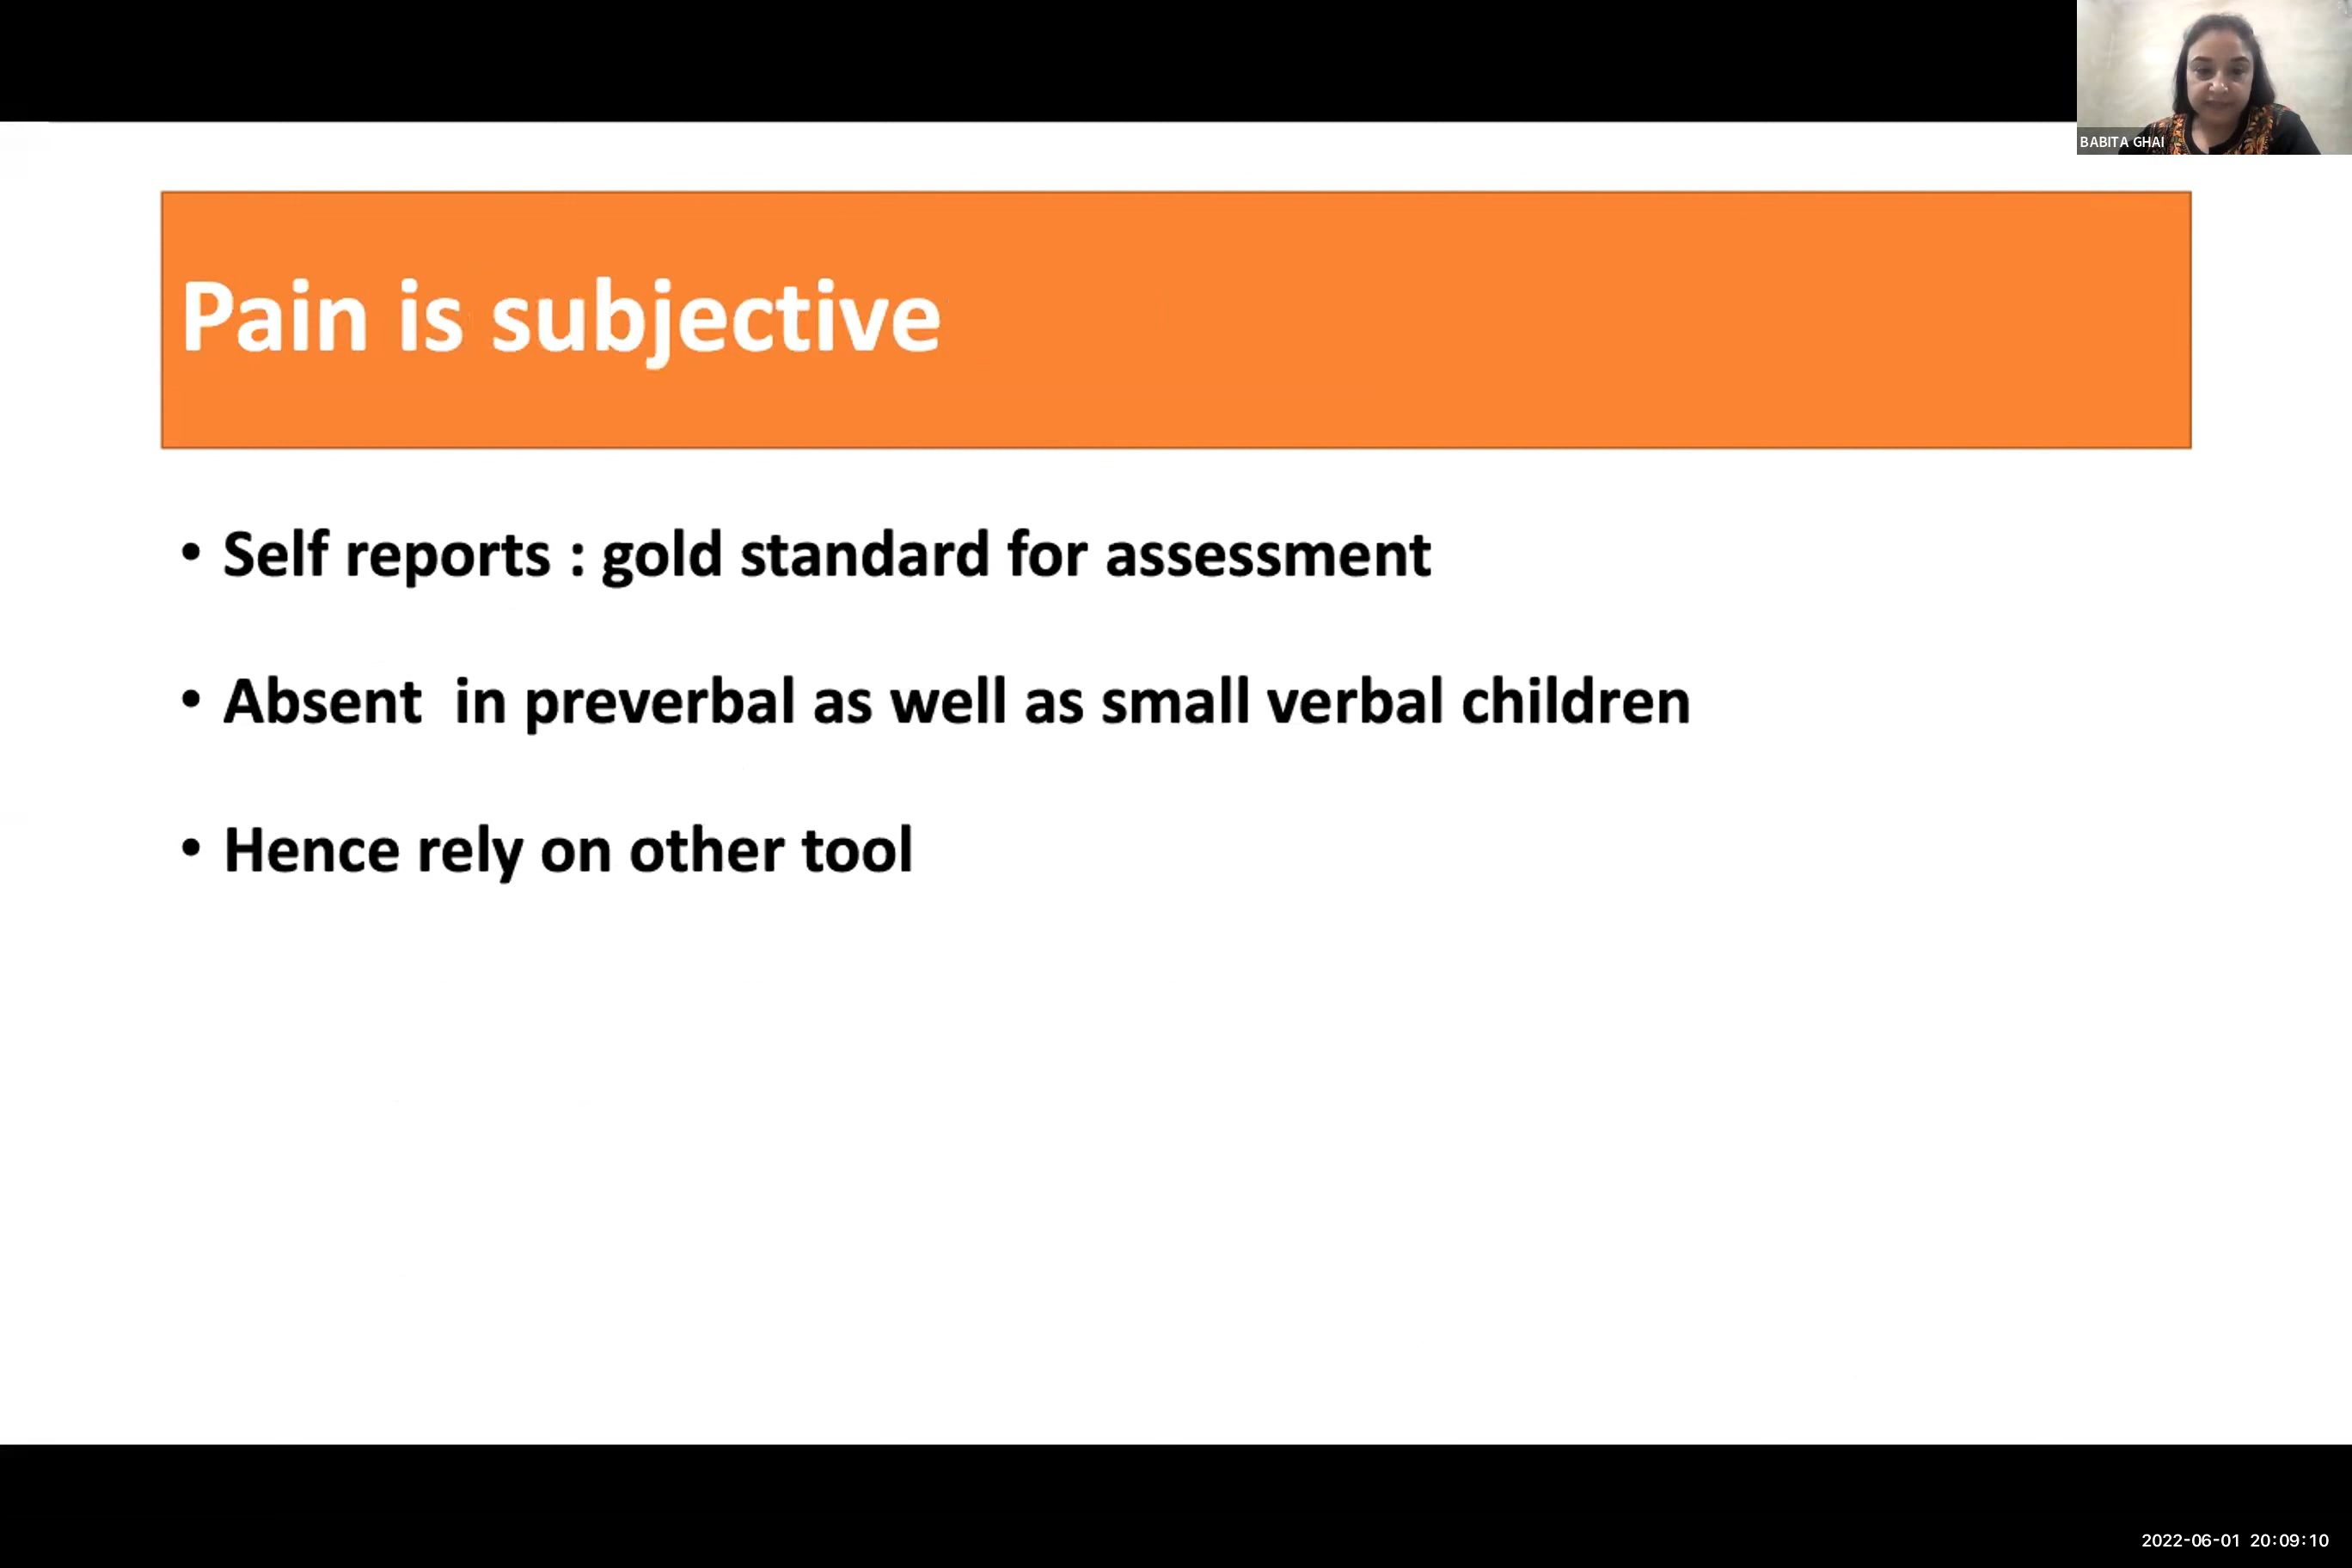 BABITA GHAI
Pain is subjective
• Self reports : gold standard for assessment
• Absent  in preverbal as well as small verbal children
• Hence rely on other tool
2022-06-01 20:09:10